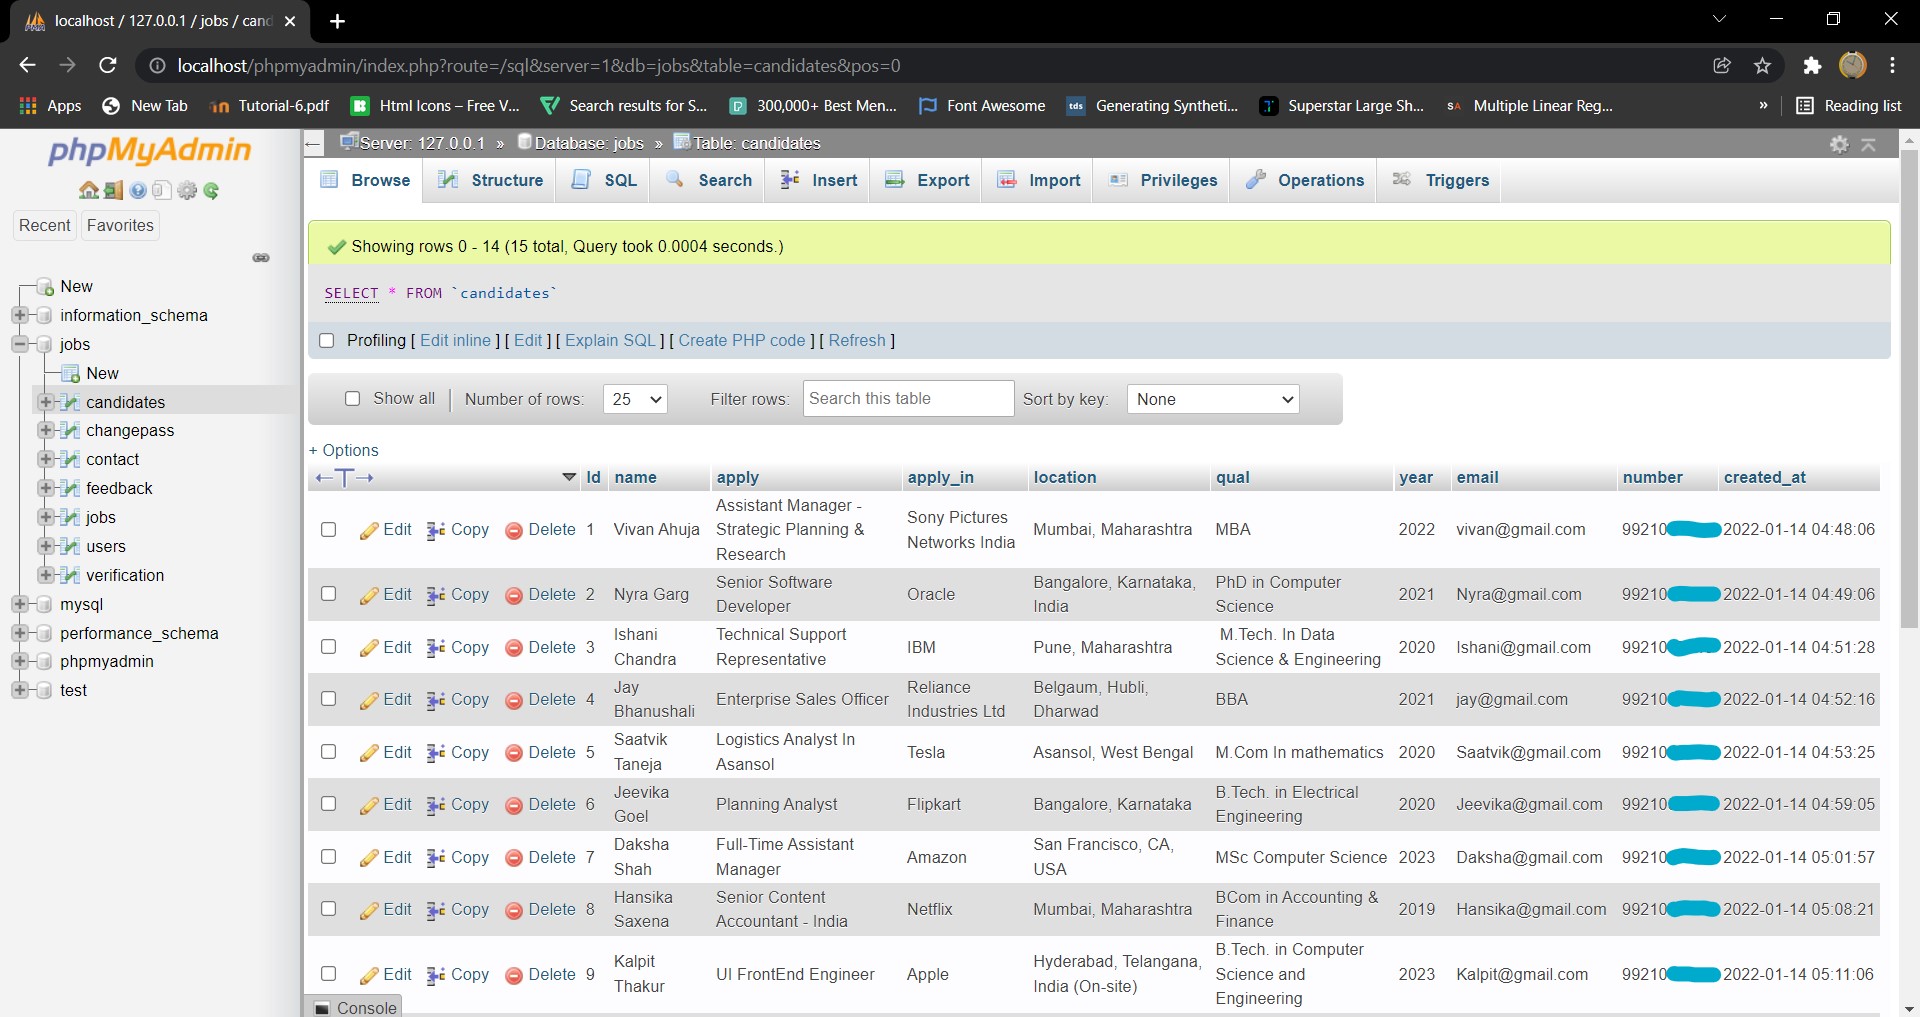 localhost / 127.0.0.1 / jobs / cand
localhost/phpmyadmin/index.php?route=/sql&server=1&db=jobs&table=candidates&pos=0
Apps New Tab Tutorial-6.pdf Html Icons – Free V... Search results for S... 300,000+ Best Men... Font Awesome tds Generating Syntheti... Superstar Large Sh... SA Multiple Linear Reg... » Reading list
phpMyAdmin
Recent Favorites
New
information_schema
jobs
New
candidates
changepass
contact
feedback
jobs
users
verification
mysql
performance_schema
phpmyadmin
test
Server: 127.0.0.1 » Database: jobs » Table: candidates
Browse Structure SQL Search Insert Export Import Privileges Operations Triggers
Showing rows 0 - 14 (15 total, Query took 0.0004 seconds.)
SELECT * FROM `candidates`
Profiling [ Edit inline ] [ Edit ] [ Explain SQL ] [ Create PHP code ] [ Refresh ]
Show all Number of rows: 25 Filter rows: Search this table Sort by key: None
+ Options
←T→ Id name apply apply_in location qual year email number created_at
Edit Copy Delete 1 Vivan Ahuja Assistant Manager - Strategic Planning & Research Sony Pictures Networks India Mumbai, Maharashtra MBA 2022 vivan@gmail.com 99210 2022-01-14 04:48:06
Edit Copy Delete 2 Nyra Garg Senior Software Developer Oracle Bangalore, Karnataka, India PhD in Computer Science 2021 Nyra@gmail.com 99210 2022-01-14 04:49:06
Edit Copy Delete 3 Ishani Chandra Technical Support Representative IBM Pune, Maharashtra M.Tech. In Data Science & Engineering 2020 Ishani@gmail.com 99210 2022-01-14 04:51:28
Edit Copy Delete 4 Jay Bhanushali Enterprise Sales Officer Reliance Industries Ltd Belgaum, Hubli, Dharwad BBA 2021 jay@gmail.com 99210 2022-01-14 04:52:16
Edit Copy Delete 5 Saatvik Taneja Logistics Analyst In Asansol Tesla Asansol, West Bengal M.Com In mathematics 2020 Saatvik@gmail.com 99210 2022-01-14 04:53:25
Edit Copy Delete 6 Jeevika Goel Planning Analyst Flipkart Bangalore, Karnataka B.Tech. in Electrical Engineering 2020 Jeevika@gmail.com 99210 2022-01-14 04:59:05
Edit Copy Delete 7 Daksha Shah Full-Time Assistant Manager Amazon San Francisco, CA, USA MSc Computer Science 2023 Daksha@gmail.com 99210 2022-01-14 05:01:57
Edit Copy Delete 8 Hansika Saxena Senior Content Accountant - India Netflix Mumbai, Maharashtra BCom in Accounting & Finance 2019 Hansika@gmail.com 99210 2022-01-14 05:08:21
Edit Copy Delete 9 Kalpit Thakur UI FrontEnd Engineer Apple Hyderabad, Telangana, India (On-site) B.Tech. in Computer Science and Engineering 2023 Kalpit@gmail.com 99210 2022-01-14 05:11:06
Console